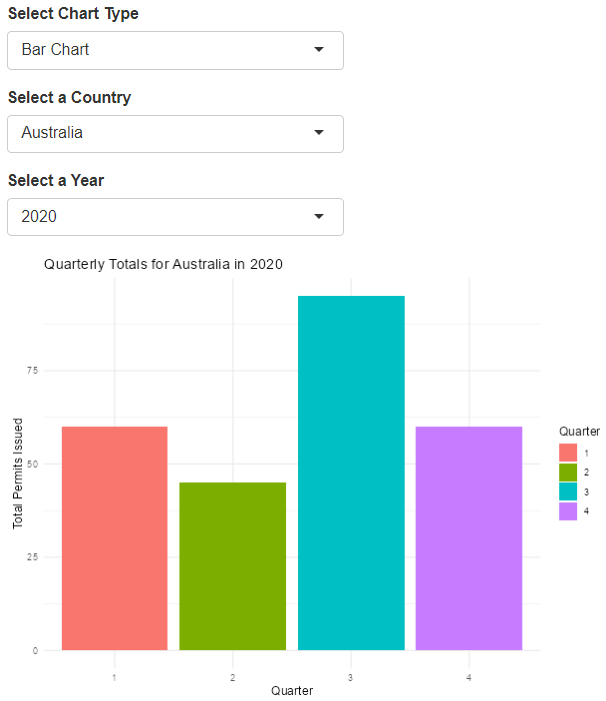 Select Chart Type
Bar Chart
Select a Country
Australia
Select a Year
2020
Quarterly Totals for Australia in 2020
Total Permits Issued
75
50
25
0
1
2
3
4
Quarter
Quarter
1
2
3
4